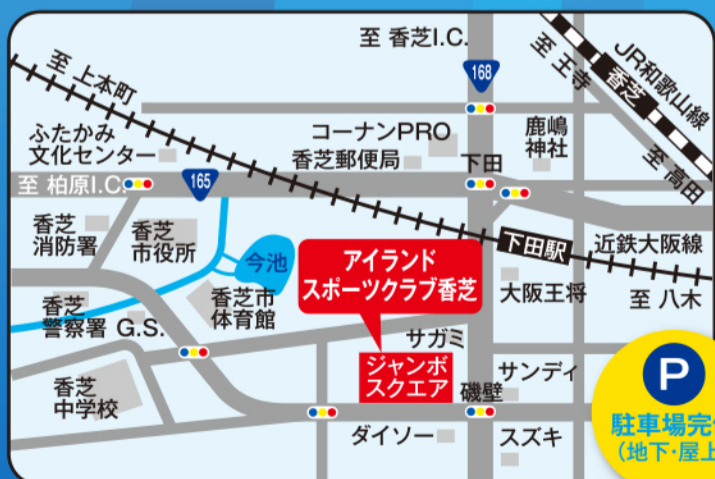 至 香芝I.C.
168
JR和歌山線
至 王寺
香芝
至 高田
至 上本町
ふたかみ
文化センター
コーナンPRO
香芝郵便局
下田
鹿嶋
神社
至 柏原I.C.
165
香芝
消防署
香芝
市役所
今池
アイランド
スポーツクラブ香芝
下田駅
近鉄大阪線
大阪王将
至 八木
香芝
警察署
G.S.
香芝市
体育館
サガミ
ジャンボ
スクエア
サンディ
磯壁
香芝
中学校
ダイソー
スズキ
P
駐車場完
(地下・屋上